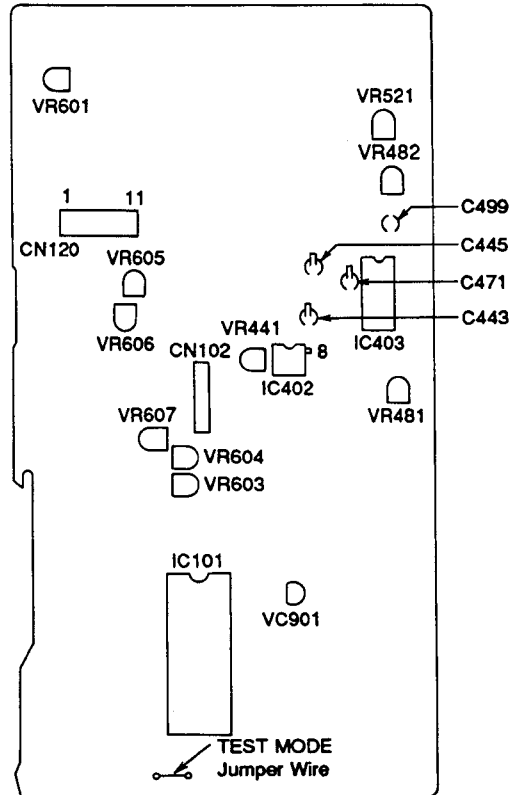 VR601
VR521
VR482
1 11
C499
CN120
C445
VR605
C471
C443
VR606
VR441
CN102
8
IC403
IC402
VR481
VR607
VR604
VR603
IC101
VC901
TEST MODE
Jumper Wire